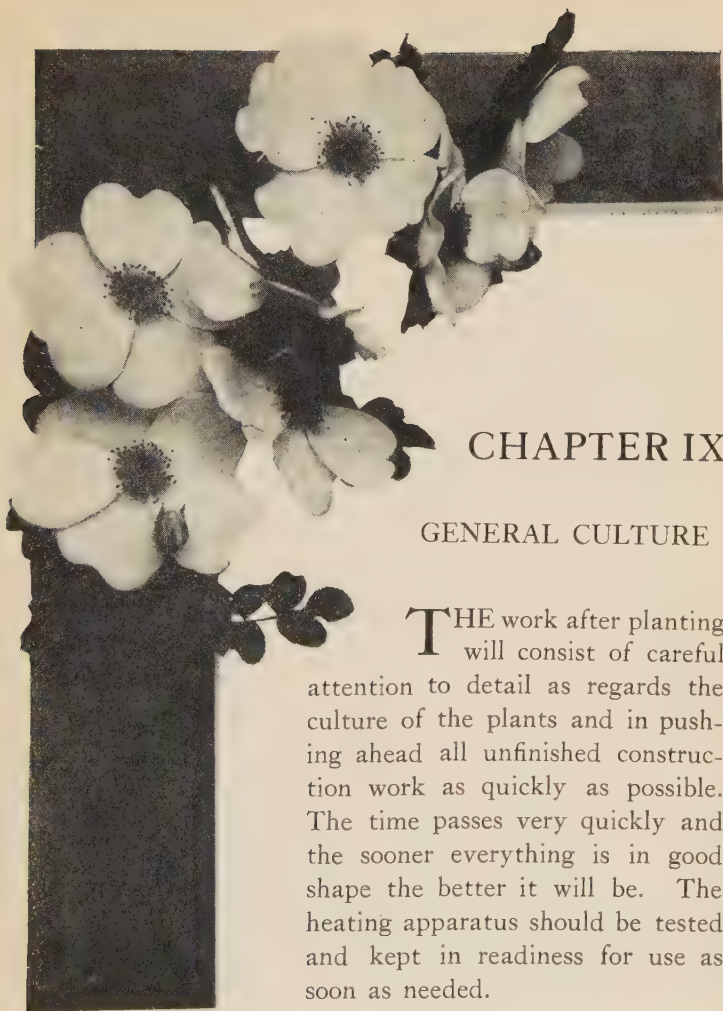 CHAPTER IX
GENERAL CULTURE
THE work after planting
will consist of careful
attention to detail as regards the
culture of the plants and in push-
ing ahead all unfinished construc-
tion work as quickly as possible.
The time passes very quickly and
the sooner everything is in good
shape the better it will be. The
heating apparatus should be tested
and kept in readiness for use as
soon as needed.